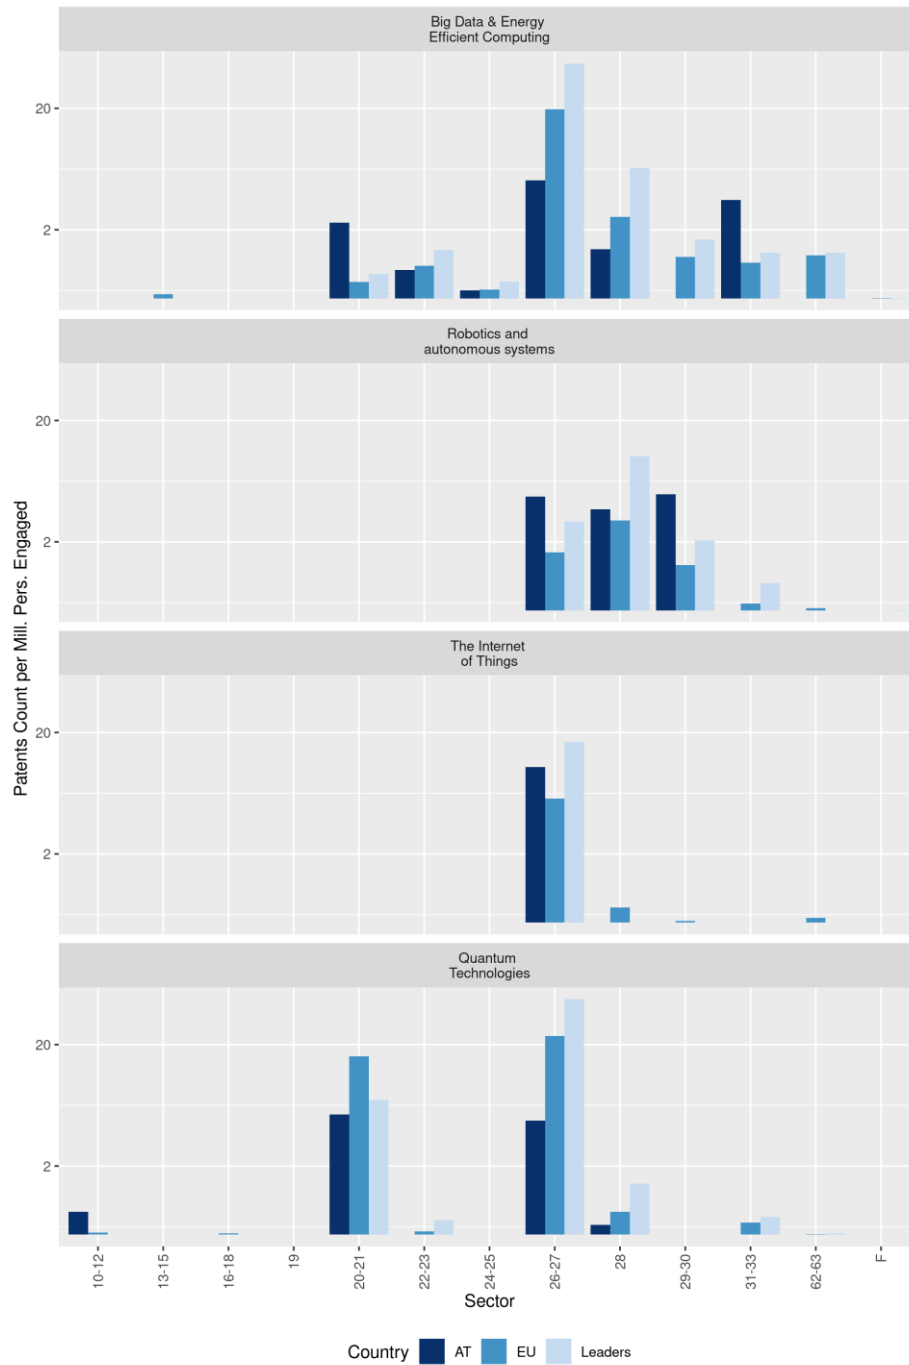 Big Data & Energy
Efficient Computing
20
2
Robotics and
autonomous systems
20
2
The Internet
of Things
20
2
Quantum
Technologies
20
2
Patents Count per Mill. Pers. Engaged
10-12
13-15
16-18
19
20-21
22-23
24-25
26-27
28
29-30
31-33
62-63
F
Sector
Country AT EU Leaders